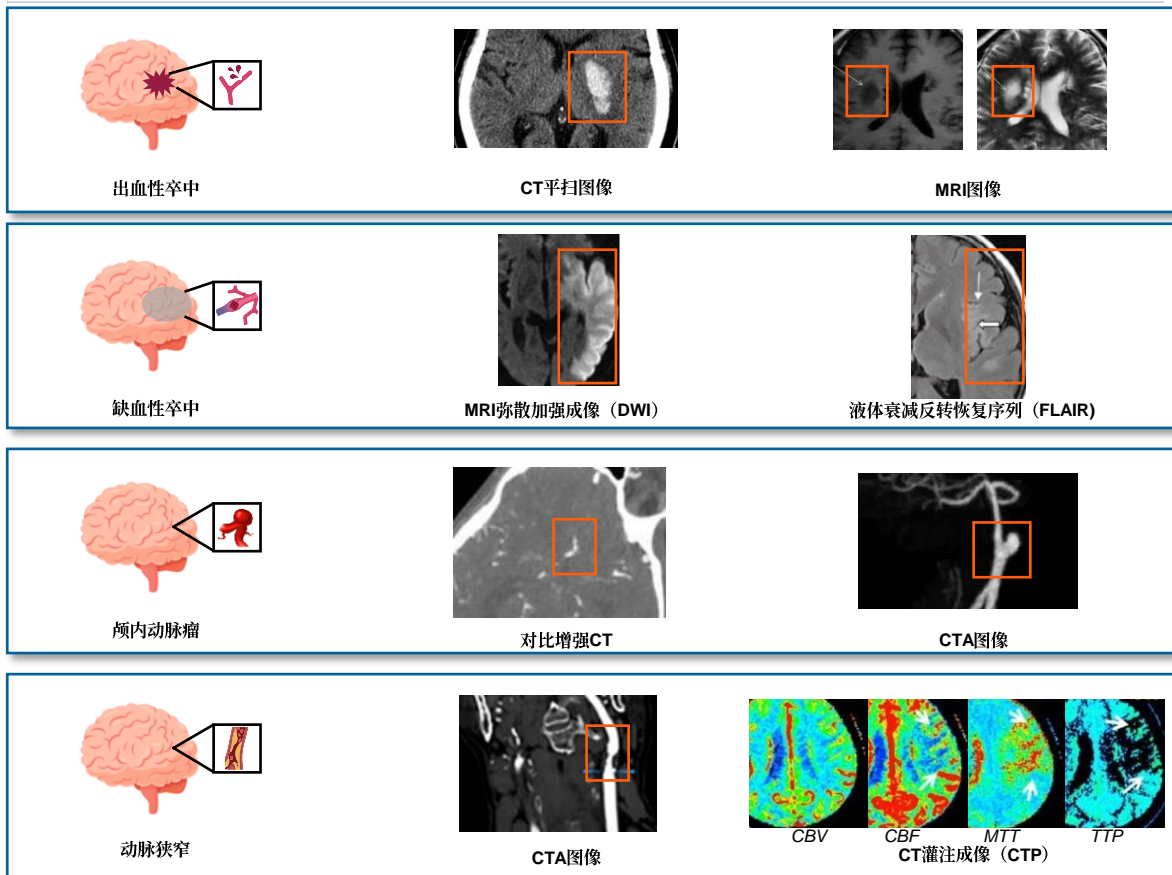 出血性卒中
CT平扫图像
MRI图像
缺血性卒中
MRI弥散加强成像（DWI）
液体衰减反转恢复序列（FLAIR)
颅内动脉瘤
对比增强CT
CTA图像
动脉狭窄
CTA图像
CBV
CBF
MTT
TTP
CT灌注成像（CTP）